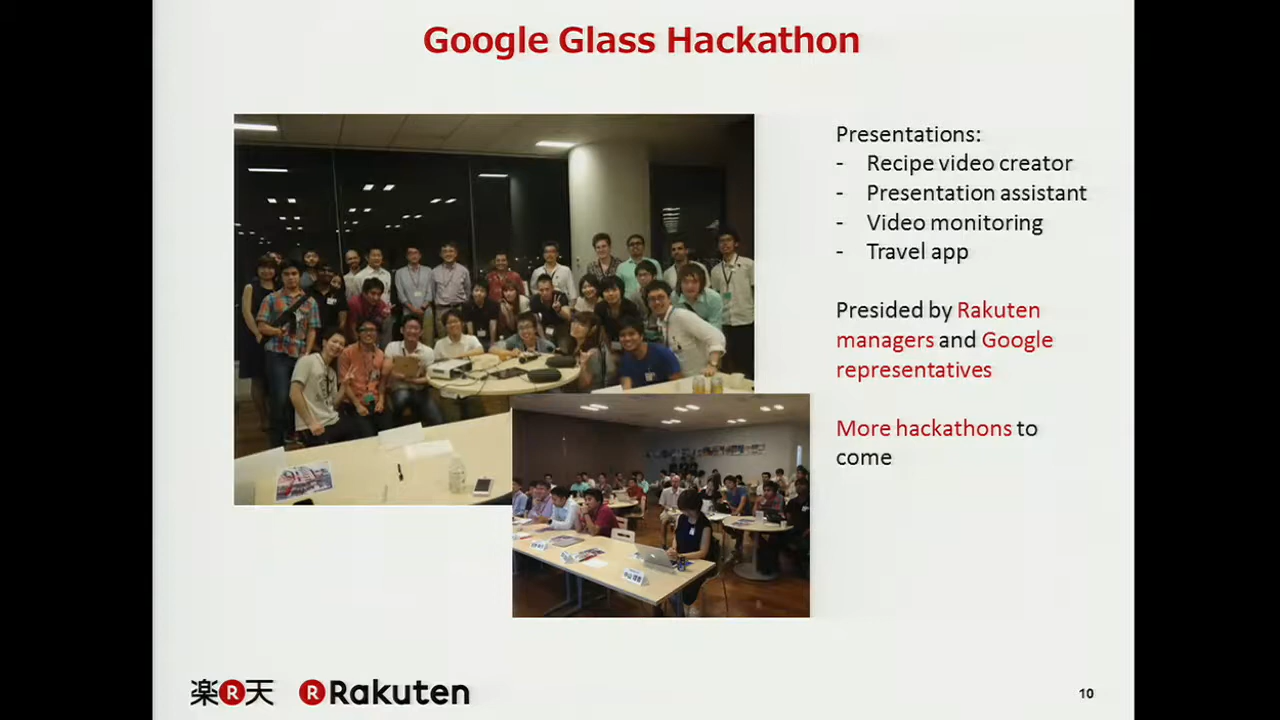 Google Glass Hackathon
Presentations:
- Recipe video creator
- Presentation assistant
- Video monitoring
- Travel app
Presided by Rakuten
managers and Google
representatives
More hackathons to
come
楽R天 R Rakuten
10